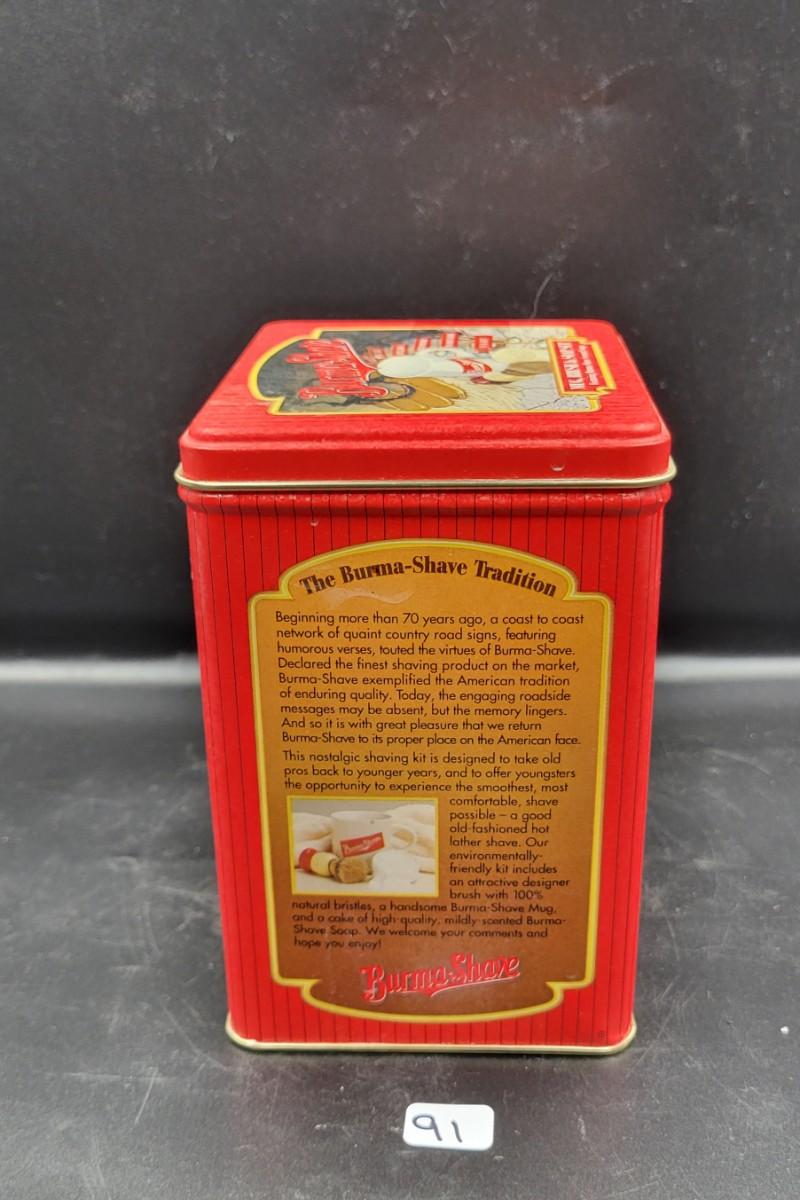 Burma-Shave
The Burma-Shave Tradition
Beginning more than 70 years ago, a coast to coast
network of quaint country road signs, featuring
humorous verses, touted the virtues of Burma-Shave.
Declared the finest shaving product on the market,
Burma-Shave exemplified the American tradition
of enduring quality. Today, the engaging roadside
messages may be absent, but the memory lingers.
And so it is with great pleasure that we return
Burma-Shave to its proper place on the American face.
This nostalgic shaving kit is designed to take old
pros back to younger years, and to offer youngsters
the opportunity to experience the smoothest, most
comfortable, shave
possible – a good
old-fashioned hot
lather shave. Our
environmentally-
friendly kit includes
an attractive designer
brush with 100%
natural bristles, a handsome Burma-Shave Mug,
and a cake of high-quality, mildly-scented Burma-
Shave Soap. We welcome your comments and
hope you enjoy!
Burma-Shave
Burma-Shave
91